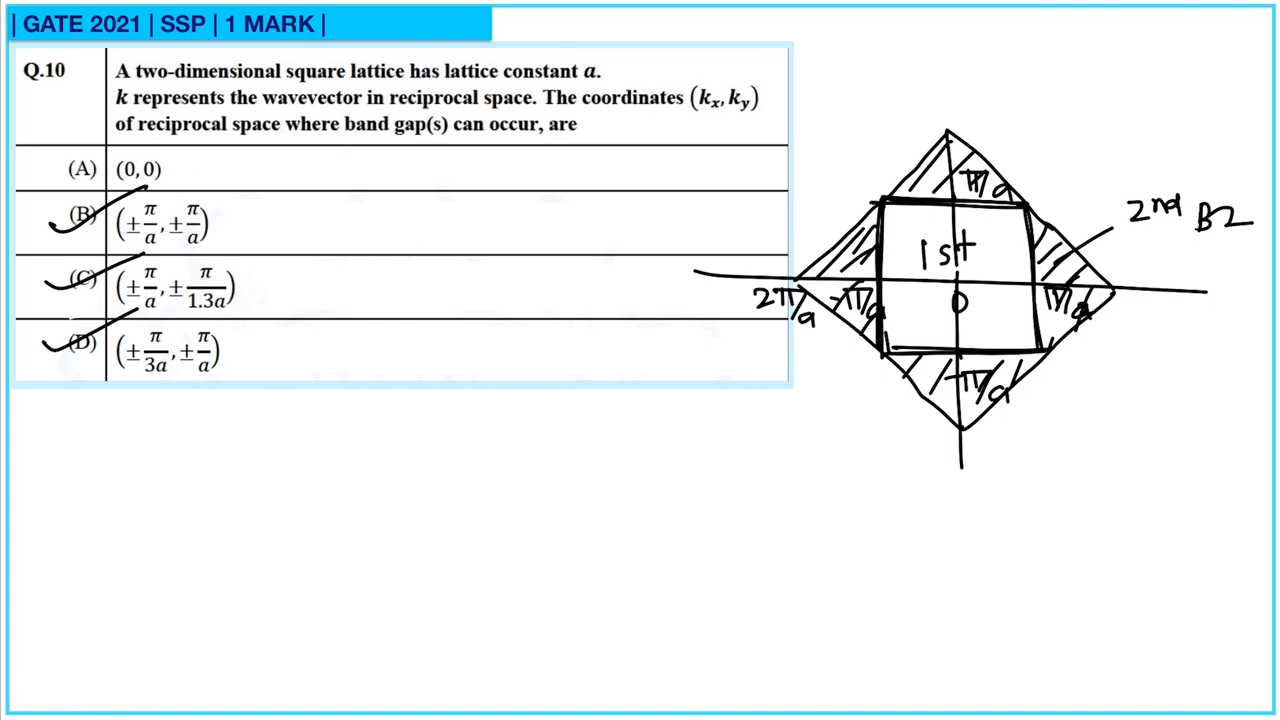 | GATE 2021 | SSP | 1 MARK |
Q.10 A two-dimensional square lattice has lattice constant a.
k represents the wavevector in reciprocal space. The coordinates (kx, ky)
of reciprocal space where band gap(s) can occur, are
(A) (0, 0)
(B) (±π/a, ±π/a)
(C) (±π/a, ±π/1.3a)
(D) (±π/3a, ±π/a)
π/a
2nd BZ
1st
2π/a -π/a 0 π/a
-π/a